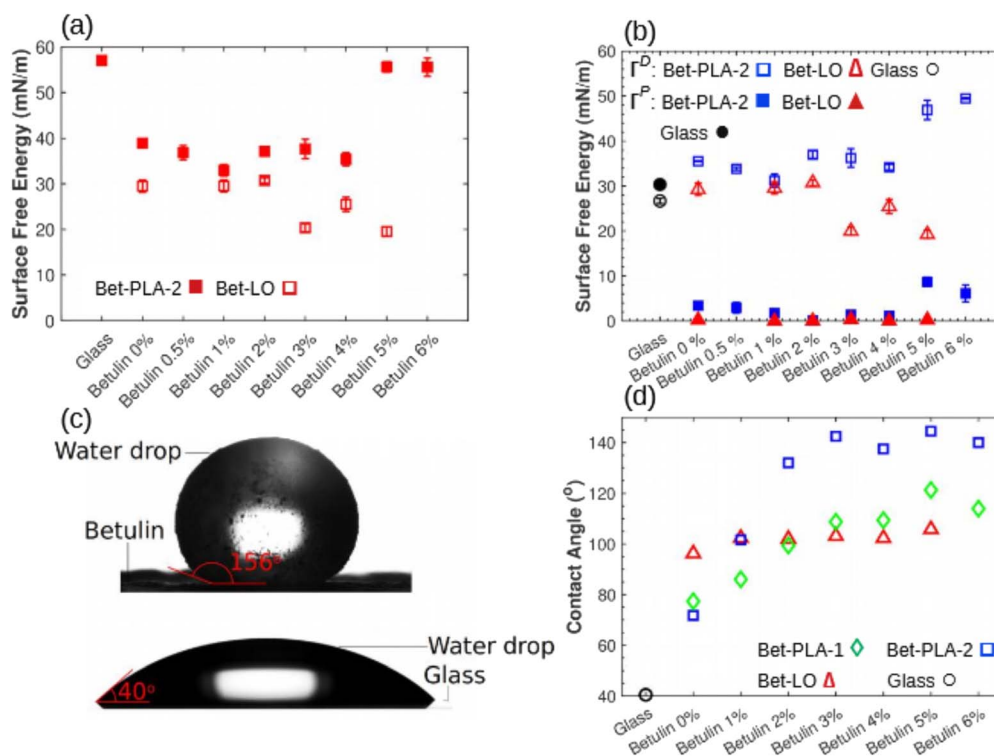 (a)
Surface Free Energy (mN/m)
60
50
40
30
20
10
0
Bet-PLA-2 Bet-LO
Glass
Betulin 0%
Betulin 0.5%
Betulin 1%
Betulin 2%
Betulin 3%
Betulin 4%
Betulin 5%
Betulin 6%
(b)
Surface Free Energy (mN/m)
60
50
40
30
20
10
0
Γ^D: Bet-PLA-2 Bet-LO Glass
Γ^P: Bet-PLA-2 Bet-LO
Glass
Glass
Betulin 0 %
Betulin 0.5 %
Betulin 1 %
Betulin 2 %
Betulin 3 %
Betulin 4 %
Betulin 5 %
Betulin 6 %
(c)
Water drop
Betulin
156°
Water drop
Glass
40°
(d)
Contact Angle (°)
140
120
100
80
60
40
Bet-PLA-1 Bet-PLA-2
Bet-LO Glass
Glass
Betulin 0%
Betulin 1%
Betulin 2%
Betulin 3%
Betulin 4%
Betulin 5%
Betulin 6%